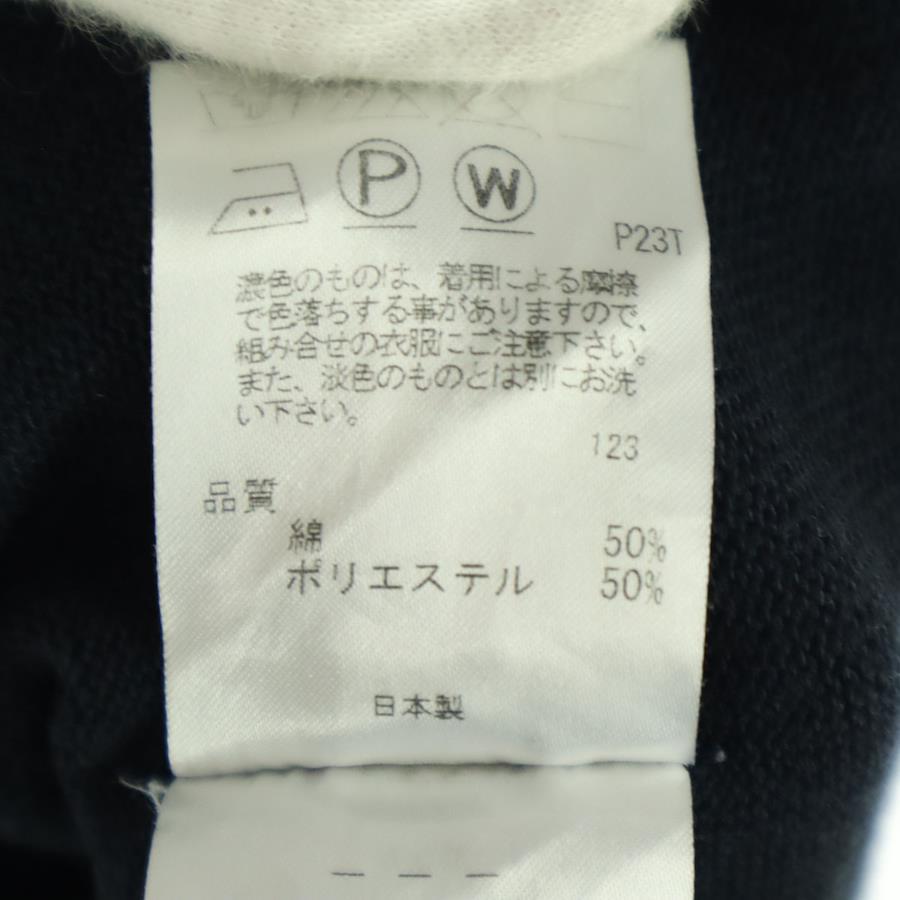 P W
P23T
濃色のものは、着用による摩擦
で色落ちする事がありますので、
組み合せの衣服にご注意下さい。
また、淡色のものとは別にお洗
い下さい。
123
品質
綿 50%
ポリエステル 50%
日本製